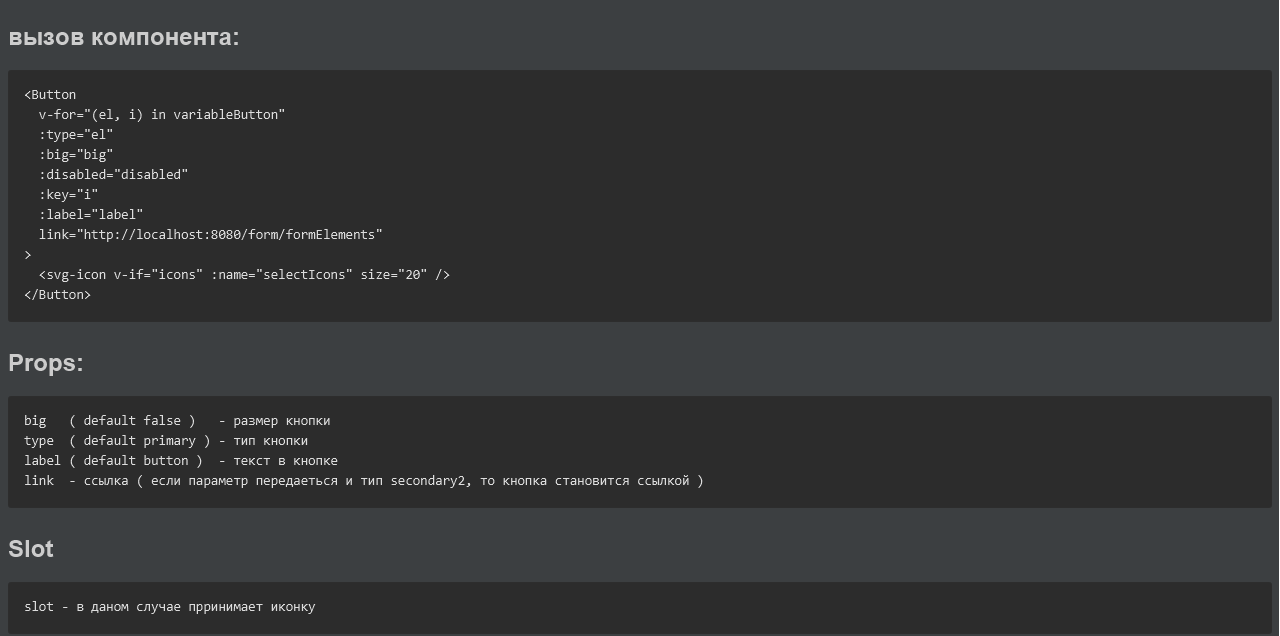 вызов компонента:
<Button
v-for="(el, i) in variableButton"
:type="el"
:big="big"
:disabled="disabled"
:key="i"
:label="label"
link="http://localhost:8080/form/formElements"
>
<svg-icon v-if="icons" :name="selectIcons" size="20" />
</Button>
Props:
big ( default false ) - размер кнопки
type ( default primary ) - тип кнопки
label ( default button ) - текст в кнопке
link - ссылка ( если параметр передаеться и тип secondary2, то кнопка становится ссылкой )
Slot
slot - в даном случае прринимает иконку